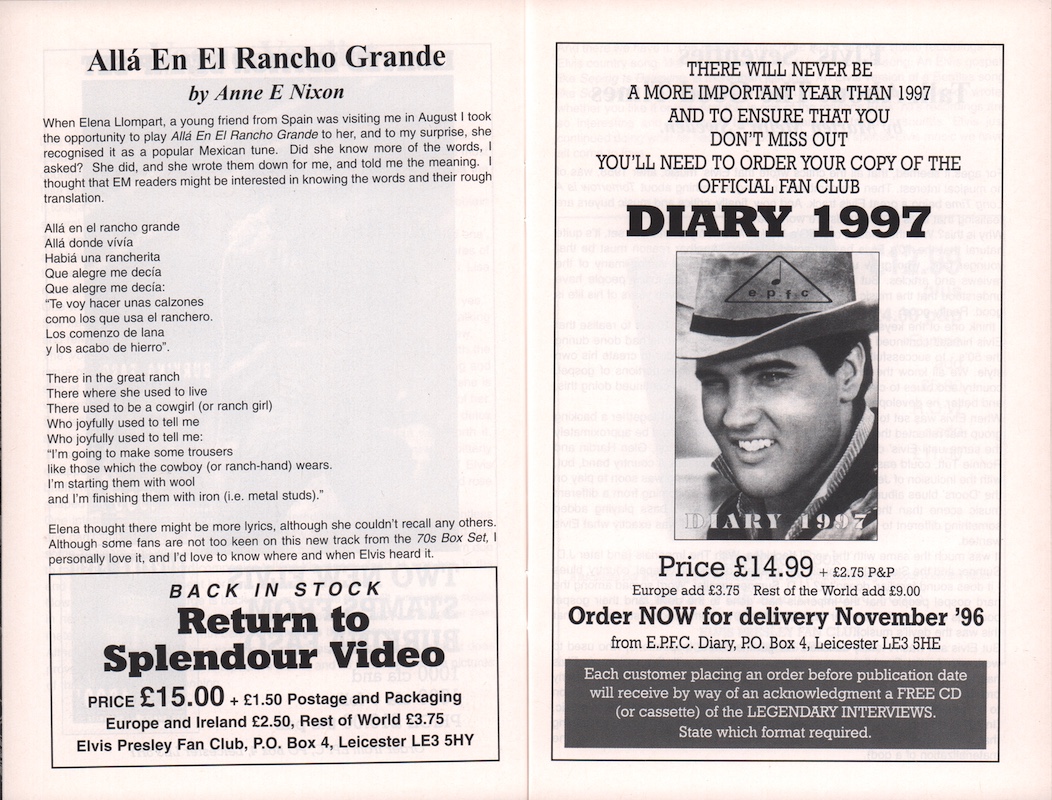 Allá En El Rancho Grande
by Anne E Nixon
When Elena Llompart, a young friend from Spain was visiting me in August I took
the opportunity to play Allá En El Rancho Grande to her, and to my surprise, she
recognised it as a popular Mexican tune. Did she know more of the words, I
asked? She did, and she wrote them down for me, and told me the meaning. I
thought that EM readers might be interested in knowing the words and their rough
translation.
Allá en el rancho grande
Allá donde vívía
Habiá una rancherita
Que alegre me decía
Que alegre me decía:
“Te voy hacer unas calzones
como los que usa el ranchero.
Los comenzo de lana
y los acabo de hierro”.
There in the great ranch
There where she used to live
There used to be a cowgirl (or ranch girl)
Who joyfully used to tell me
Who joyfully used to tell me:
“I’m going to make some trousers
like those which the cowboy (or ranch-hand) wears.
I’m starting them with wool
and I’m finishing them with iron (i.e. metal studs).”
Elena thought there might be more lyrics, although she couldn’t recall any others.
Although some fans are not too keen on this new track from the 70s Box Set, I
personally love it, and I’d love to know where and when Elvis heard it.
BACK IN STOCK
Return to
Splendour Video
PRICE £15.00 + £1.50 Postage and Packaging
Europe and Ireland £2.50, Rest of World £3.75
Elvis Presley Fan Club, P.O. Box 4, Leicester LE3 5HY
THERE WILL NEVER BE
A MORE IMPORTANT YEAR THAN 1997
AND TO ENSURE THAT YOU
DON’T MISS OUT
YOU’LL NEED TO ORDER YOUR COPY OF THE
OFFICIAL FAN CLUB
DIARY 1997
e.p.f.c
DIARY 1997
Price £14.99 + £2.75 P&P
Europe add £3.75 Rest of the World add £9.00
Order NOW for delivery November ’96
from E.P.F.C. Diary, P.O. Box 4, Leicester LE3 5HE
Each customer placing an order before publication date
will receive by way of an acknowledgment a FREE CD
(or cassette) of the LEGENDARY INTERVIEWS.
State which format required.